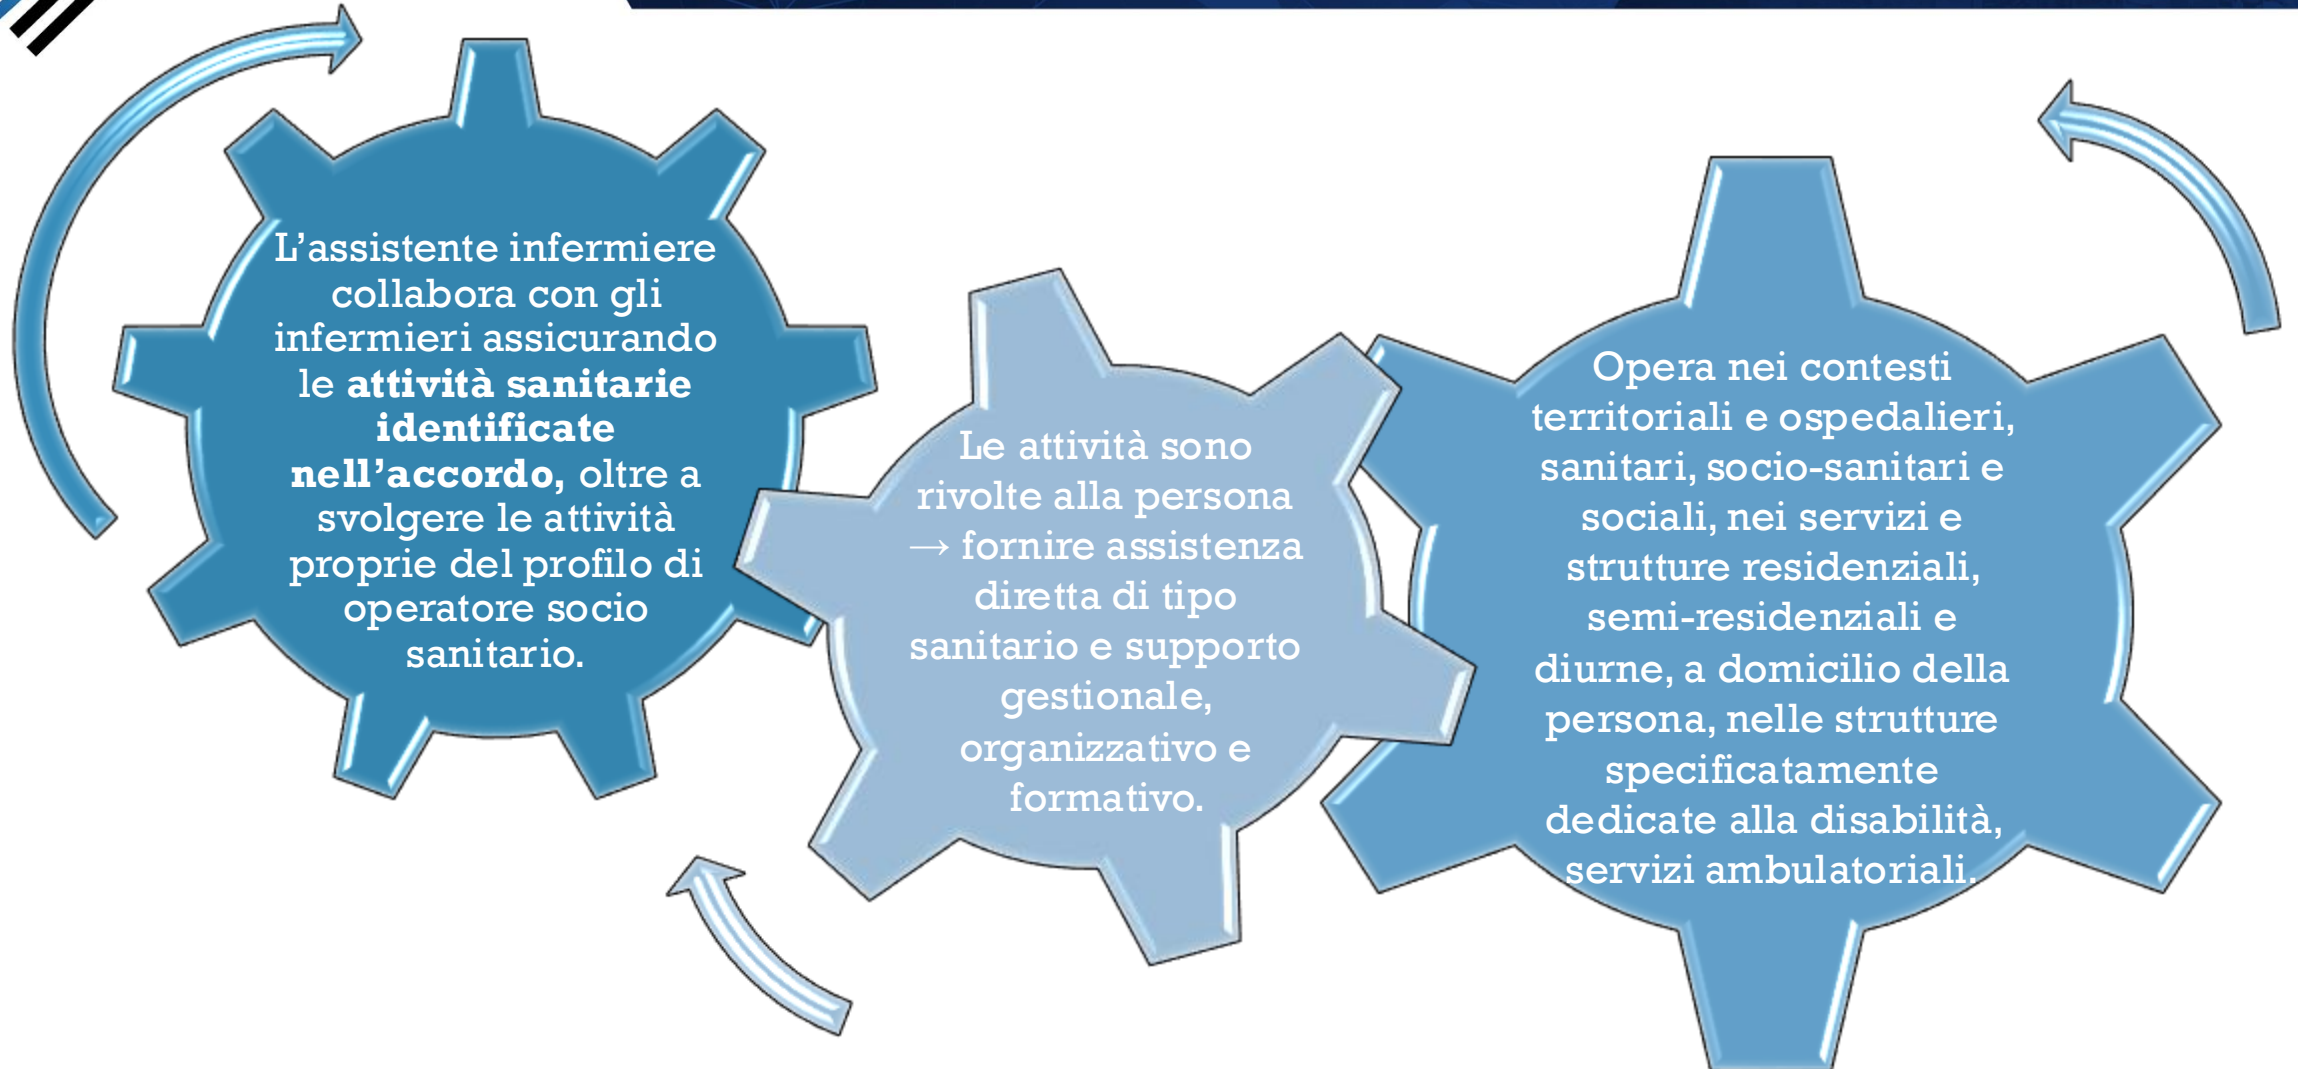 L’assistente infermiere
collabora con gli
infermieri assicurando
le attività sanitarie
identificate
nell’accordo, oltre a
svolgere le attività
proprie del profilo di
operatore socio
sanitario.
Le attività sono
rivolte alla persona
→ fornire assistenza
diretta di tipo
sanitario e supporto
gestionale,
organizzativo e
formativo.
Opera nei contesti
territoriali e ospedalieri,
sanitari, socio-sanitari e
sociali, nei servizi e
strutture residenziali,
semi-residenziali e
diurne, a domicilio della
persona, nelle strutture
specificatamente
dedicate alla disabilità,
servizi ambulatoriali.